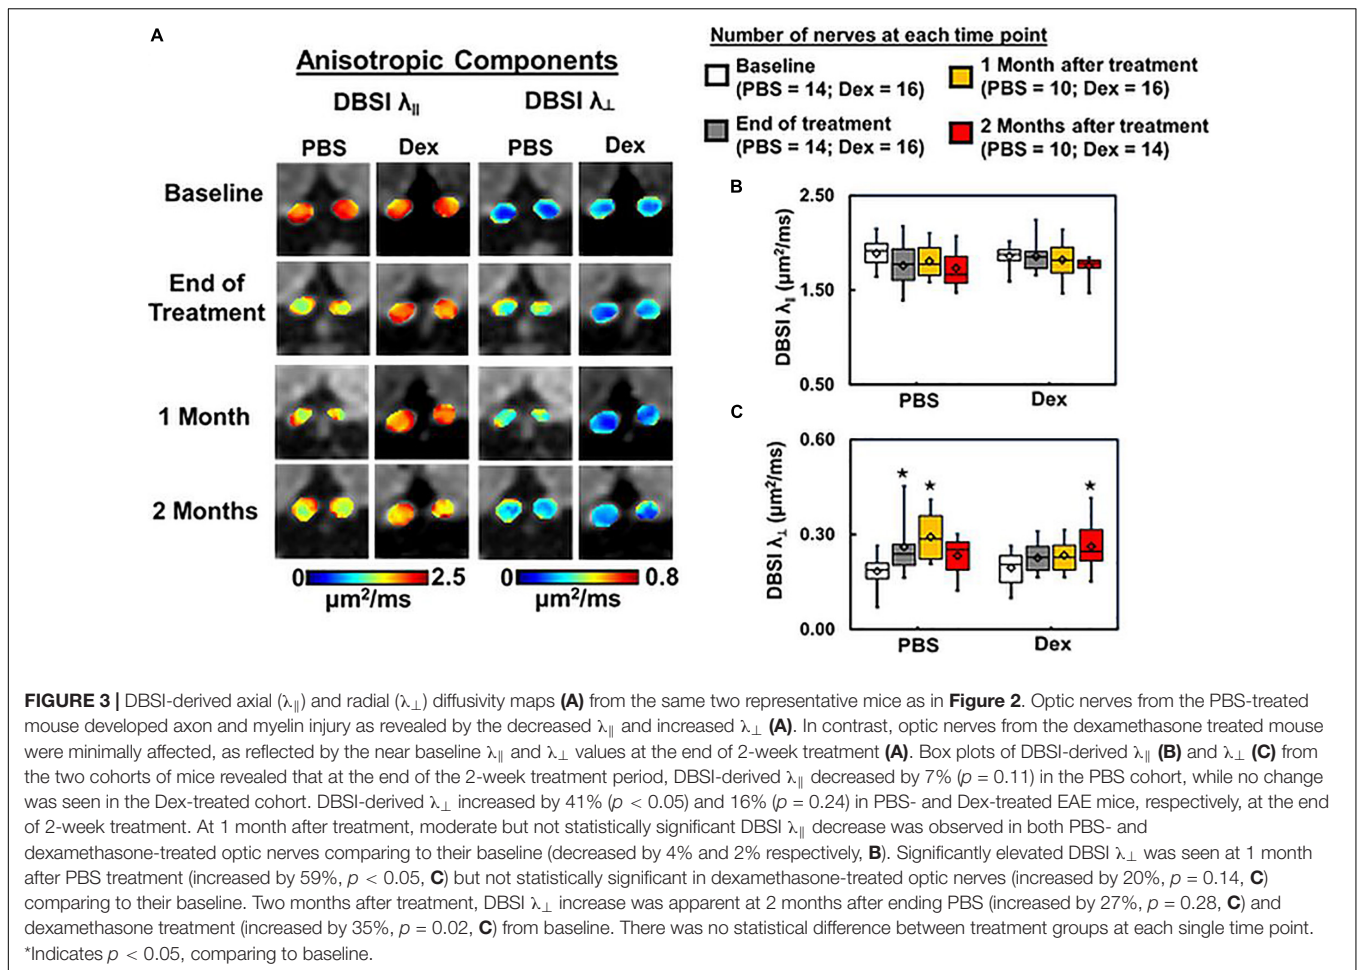 A
Anisotropic Components
DBSI λ∥ DBSI λ⊥
PBS Dex PBS Dex
Baseline
End of
Treatment
1 Month
2 Months
0 2.5 0 0.8
μm²/ms μm²/ms
Number of nerves at each time point
Baseline
(PBS = 14; Dex = 16)
1 Month after treatment
(PBS = 10; Dex = 16)
End of treatment
(PBS = 14; Dex = 16)
2 Months after treatment
(PBS = 10; Dex = 14)
B
DBSI λ∥ (μm²/ms)
2.50
1.50
0.50
PBS Dex
C
DBSI λ⊥ (μm²/ms)
0.60
0.30
0.00
* * *
PBS Dex
FIGURE 3 | DBSI-derived axial (λ∥) and radial (λ⊥) diffusivity maps (A) from the same two representative mice as in Figure 2. Optic nerves from the PBS-treated
mouse developed axon and myelin injury as revealed by the decreased λ∥ and increased λ⊥ (A). In contrast, optic nerves from the dexamethasone treated mouse
were minimally affected, as reflected by the near baseline λ∥ and λ⊥ values at the end of 2-week treatment (A). Box plots of DBSI-derived λ∥ (B) and λ⊥ (C) from
the two cohorts of mice revealed that at the end of the 2-week treatment period, DBSI-derived λ∥ decreased by 7% (p = 0.11) in the PBS cohort, while no change
was seen in the Dex-treated cohort. DBSI-derived λ⊥ increased by 41% (p < 0.05) and 16% (p = 0.24) in PBS- and Dex-treated EAE mice, respectively, at the end
of 2-week treatment. At 1 month after treatment, moderate but not statistically significant DBSI λ∥ decrease was observed in both PBS- and
dexamethasone-treated optic nerves comparing to their baseline (decreased by 4% and 2% respectively, B). Significantly elevated DBSI λ⊥ was seen at 1 month
after PBS treatment (increased by 59%, p < 0.05, C) but not statistically significant in dexamethasone-treated optic nerves (increased by 20%, p = 0.14, C)
comparing to their baseline. Two months after treatment, DBSI λ⊥ increase was apparent at 2 months after ending PBS (increased by 27%, p = 0.28, C) and
dexamethasone treatment (increased by 35%, p = 0.02, C) from baseline. There was no statistical difference between treatment groups at each single time point.
*Indicates p < 0.05, comparing to baseline.